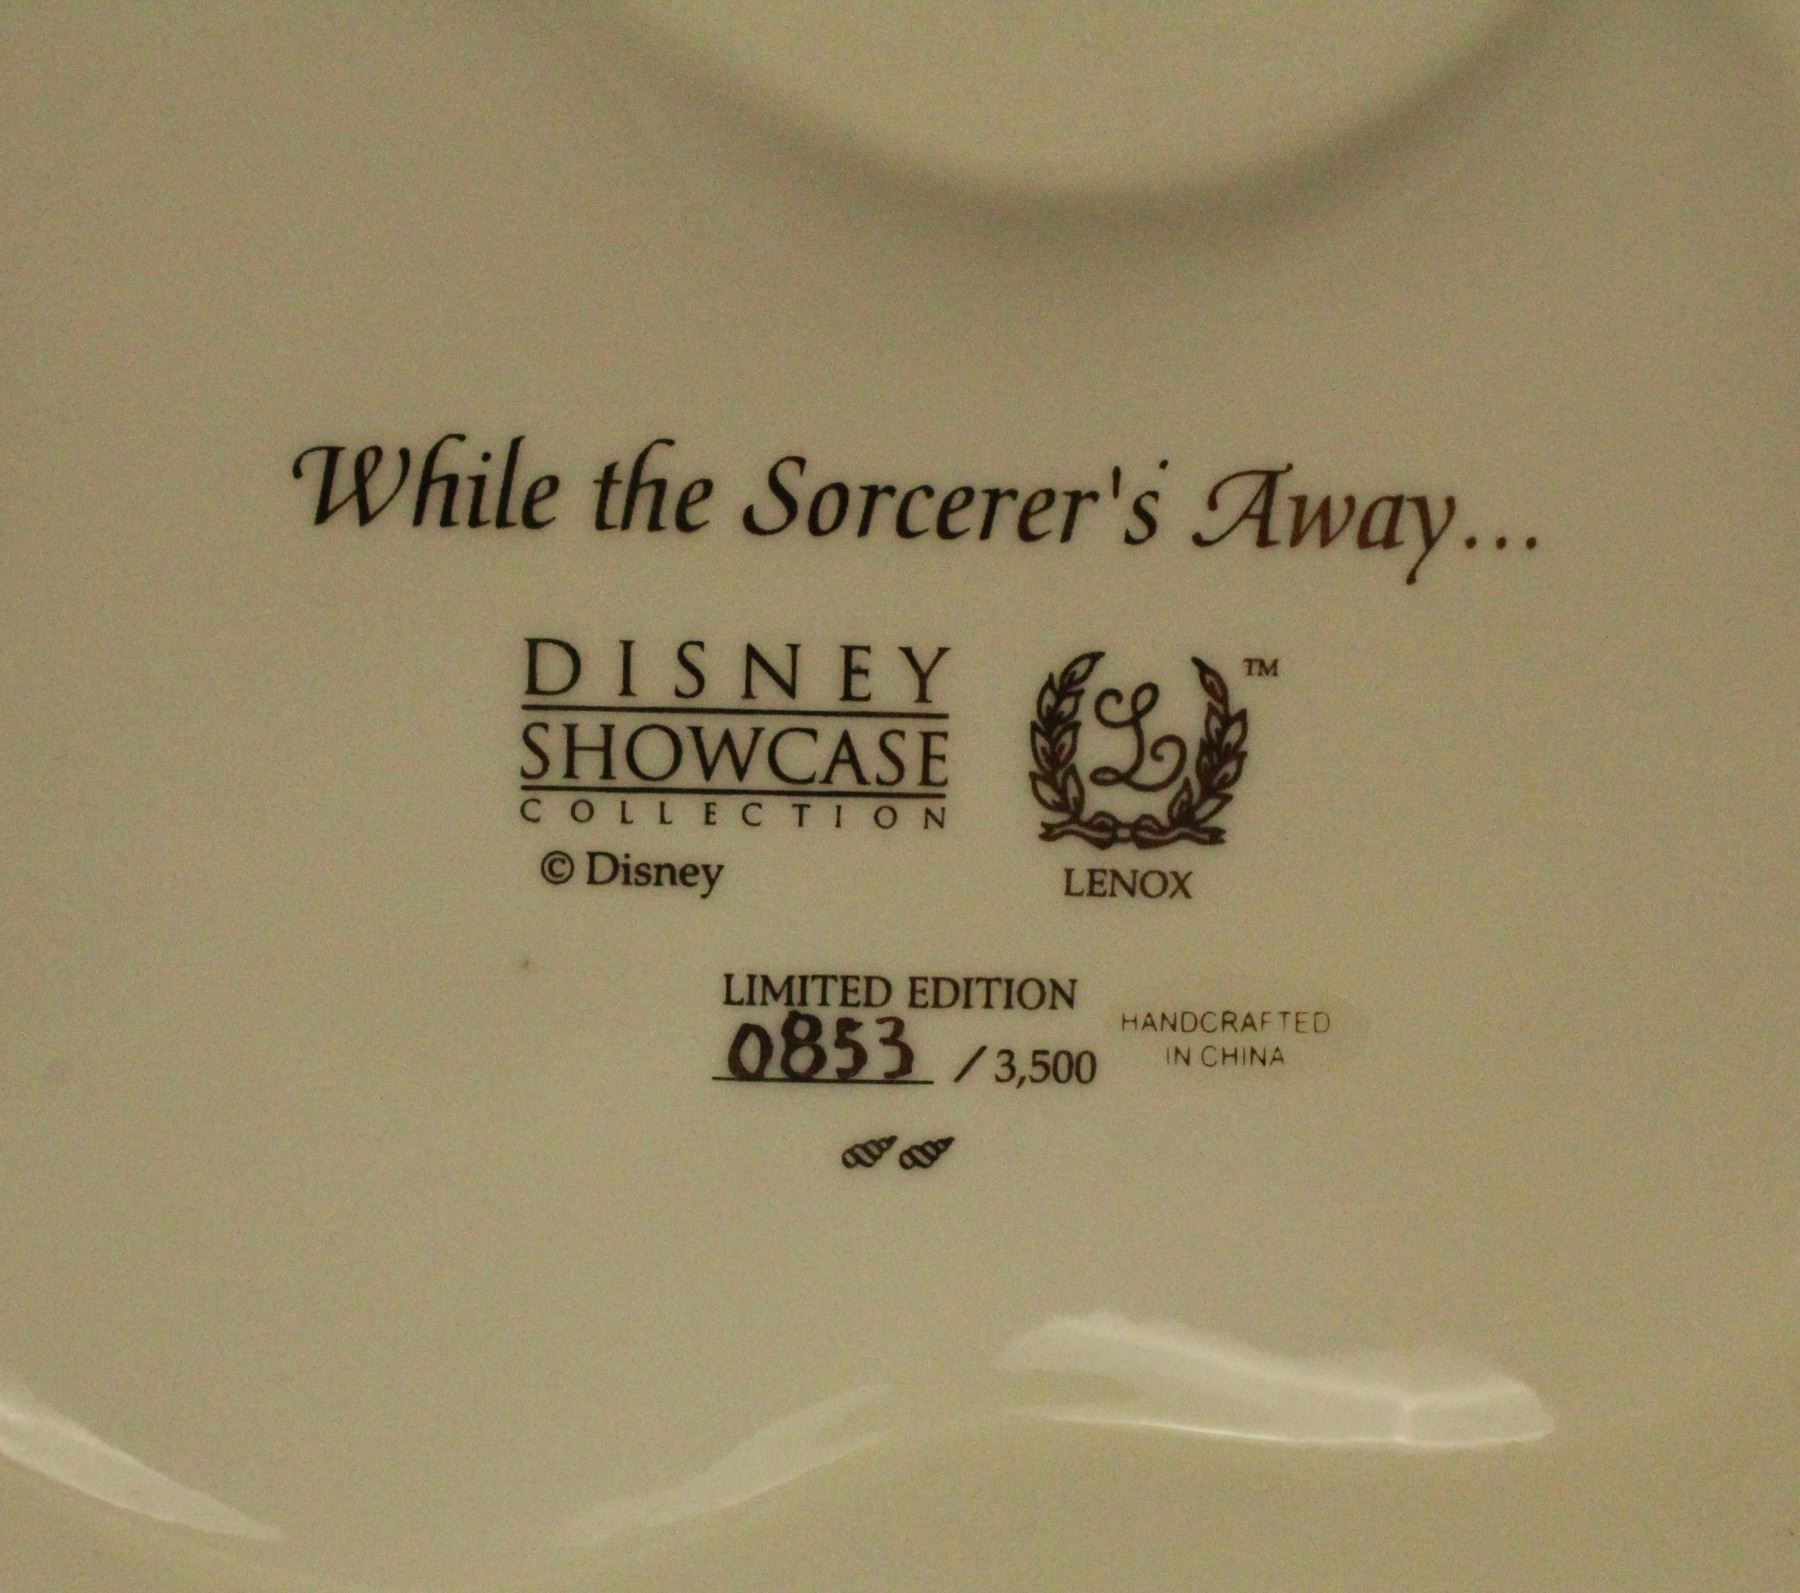 While the Sorcerer's Away...
DISNEY
SHOWCASE
COLLECTION
© Disney
L ™
LENOX
LIMITED EDITION
0853 / 3,500
HANDCRAFTED
IN CHINA